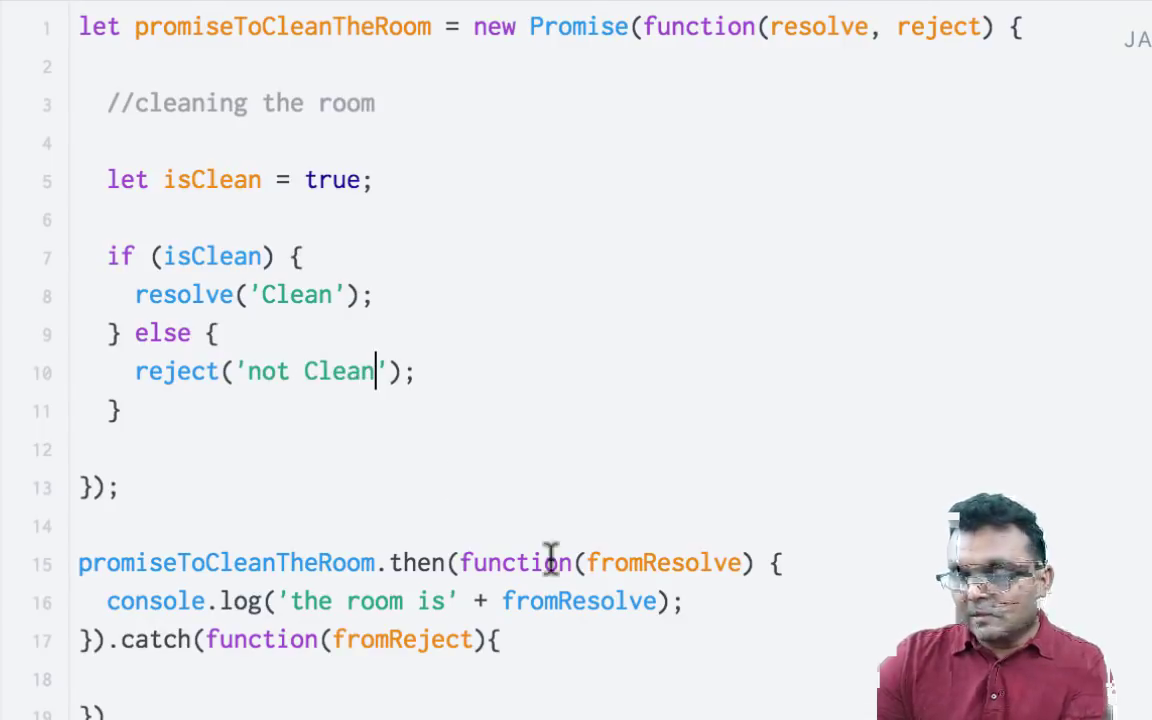 1 let promiseToCleanTheRoom = new Promise(function(resolve, reject) {
JA
2
3 //cleaning the room
4
5 let isClean = true;
6
7 if (isClean) {
8 resolve('Clean');
9 } else {
10 reject('not Clean');
11 }
12
13 });
14
15 promiseToCleanTheRoom.then(function(fromResolve) {
16 console.log('the room is' + fromResolve);
17 }).catch(function(fromReject){
18
19 })